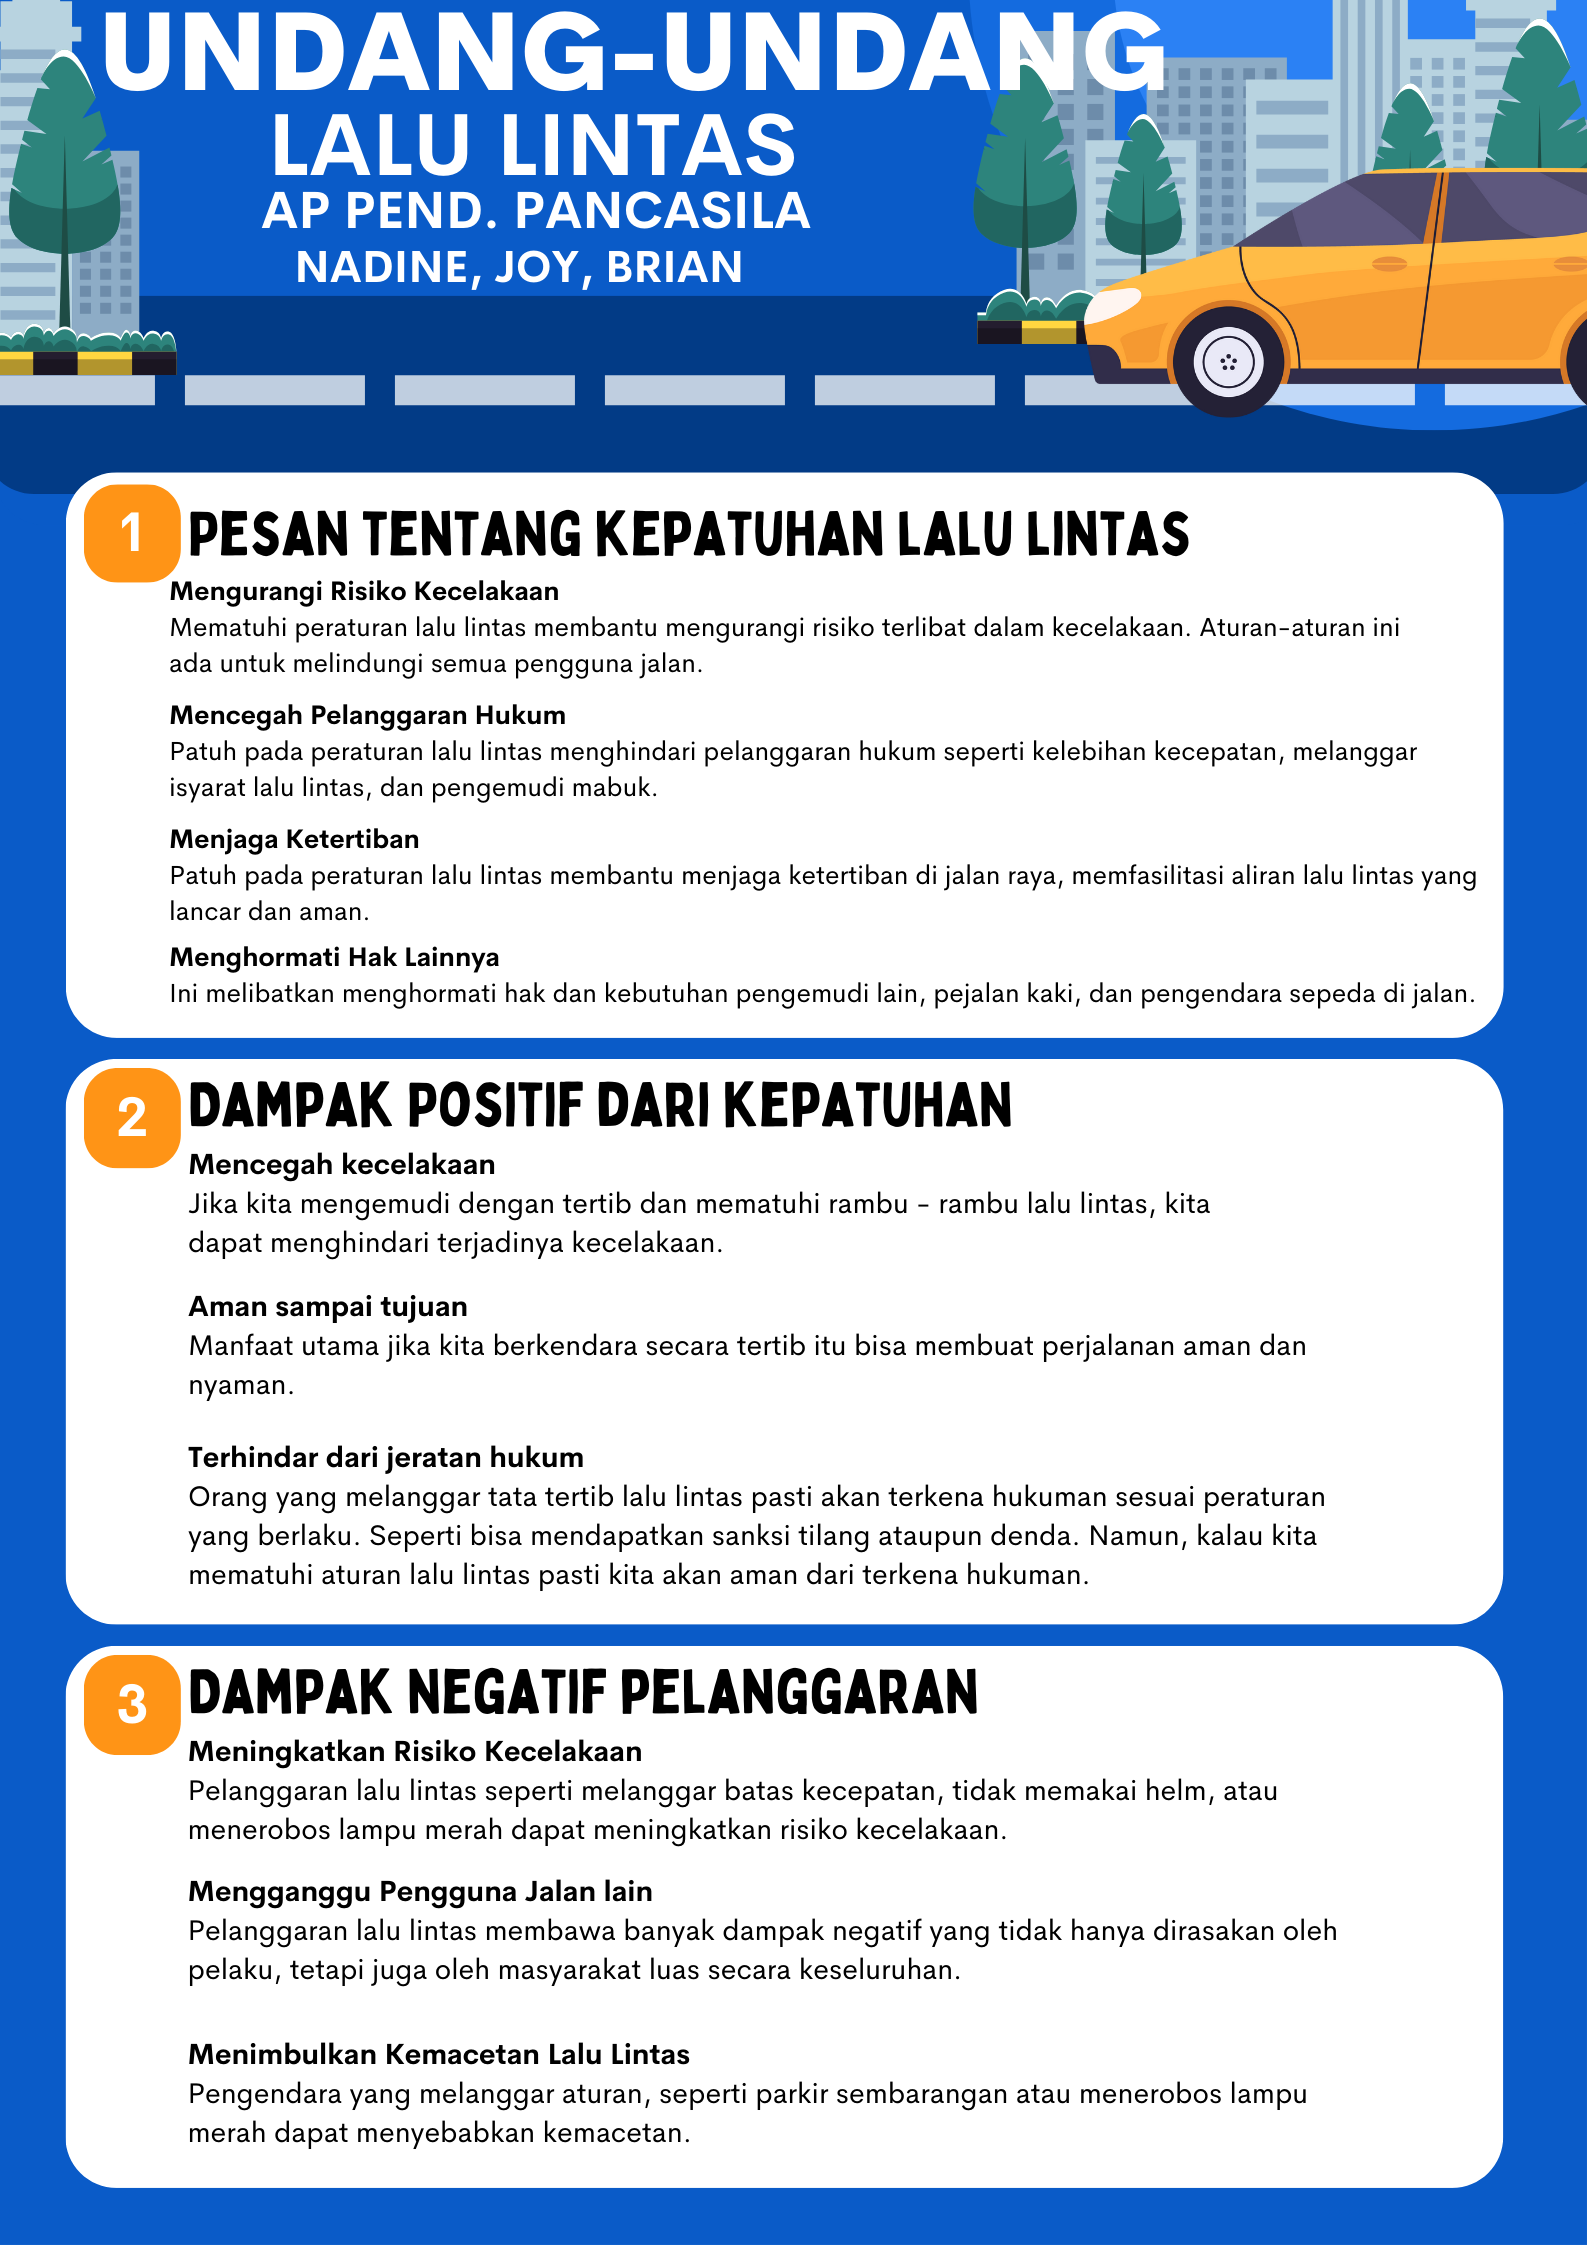 UNDANG-UNDANG
LALU LINTAS
AP PEND. PANCASILA
NADINE, JOY, BRIAN
1
PESAN TENTANG KEPATUHAN LALU LINTAS
Mengurangi Risiko Kecelakaan
Mematuhi peraturan lalu lintas membantu mengurangi risiko terlibat dalam kecelakaan. Aturan-aturan ini
ada untuk melindungi semua pengguna jalan.
Mencegah Pelanggaran Hukum
Patuh pada peraturan lalu lintas menghindari pelanggaran hukum seperti kelebihan kecepatan, melanggar
isyarat lalu lintas, dan pengemudi mabuk.
Menjaga Ketertiban
Patuh pada peraturan lalu lintas membantu menjaga ketertiban di jalan raya, memfasilitasi aliran lalu lintas yang
lancar dan aman.
Menghormati Hak Lainnya
Ini melibatkan menghormati hak dan kebutuhan pengemudi lain, pejalan kaki, dan pengendara sepeda di jalan.
2
DAMPAK POSITIF DARI KEPATUHAN
Mencegah kecelakaan
Jika kita mengemudi dengan tertib dan mematuhi rambu - rambu lalu lintas, kita
dapat menghindari terjadinya kecelakaan.
Aman sampai tujuan
Manfaat utama jika kita berkendara secara tertib itu bisa membuat perjalanan aman dan
nyaman.
Terhindar dari jeratan hukum
Orang yang melanggar tata tertib lalu lintas pasti akan terkena hukuman sesuai peraturan
yang berlaku. Seperti bisa mendapatkan sanksi tilang ataupun denda. Namun, kalau kita
mematuhi aturan lalu lintas pasti kita akan aman dari terkena hukuman.
3
DAMPAK NEGATIF PELANGGARAN
Meningkatkan Risiko Kecelakaan
Pelanggaran lalu lintas seperti melanggar batas kecepatan, tidak memakai helm, atau
menerobos lampu merah dapat meningkatkan risiko kecelakaan.
Mengganggu Pengguna Jalan lain
Pelanggaran lalu lintas membawa banyak dampak negatif yang tidak hanya dirasakan oleh
pelaku, tetapi juga oleh masyarakat luas secara keseluruhan.
Menimbulkan Kemacetan Lalu Lintas
Pengendara yang melanggar aturan, seperti parkir sembarangan atau menerobos lampu
merah dapat menyebabkan kemacetan.